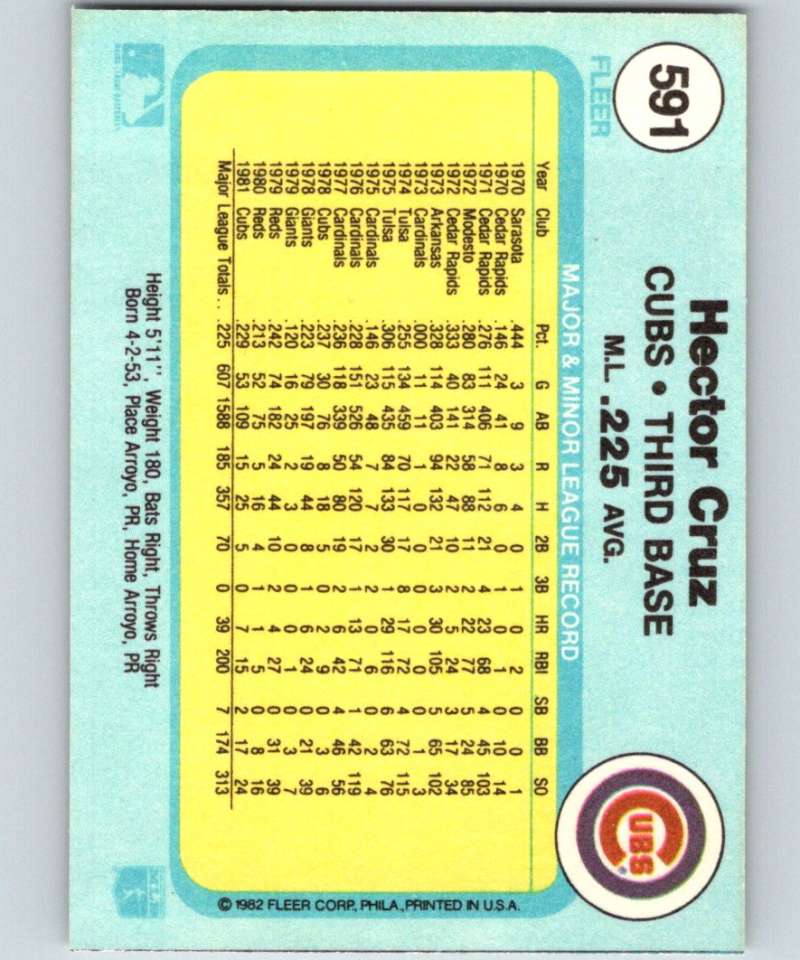 591
FLEER
Hector Cruz
CUBS • THIRD BASE
M.L. .225 AVG.
CUBS
MAJOR & MINOR LEAGUE RECORD
Year Club Pct. G AB R H 2B 3B HR RBI SB BB SO
1970 Sarasota .444 3 9 3 4 0 1 0 2 0 0 1
1970 Cedar Rapids .146 24 41 8 6 0 1 0 1 0 10 14
1971 Cedar Rapids .276 111 406 71 112 21 4 23 68 4 45 103
1972 Modesto .280 83 314 58 88 11 2 22 77 5 24 85
1972 Cedar Rapids .333 40 141 22 47 10 2 5 24 3 17 34
1973 Arkansas .328 114 403 94 132 21 3 30 105 5 65 102
1973 Cardinals .000 11 11 1 0 0 0 0 0 0 1 3
1974 Tulsa .255 134 459 70 117 17 8 17 72 4 72 115
1975 Tulsa .306 115 435 84 133 30 1 29 116 6 63 76
1975 Cardinals .146 23 48 7 7 2 2 0 6 0 2 4
1976 Cardinals .228 151 526 54 120 17 1 13 71 1 42 119
1977 Cardinals .236 118 339 50 80 19 2 6 42 4 46 56
1978 Cubs .237 30 76 8 18 5 0 2 9 0 3 6
1978 Giants .223 79 197 19 44 8 1 6 24 0 21 39
1979 Giants .120 16 25 2 3 0 0 0 1 0 3 7
1979 Reds .242 74 182 24 44 10 2 4 27 0 31 39
1980 Reds .213 52 75 5 16 4 1 1 5 0 8 16
1981 Cubs .229 53 109 15 25 5 0 7 15 2 17 24
Major League Totals . . .225 607 1588 185 357 70 0 39 200 7 174 313
Height 5'11", Weight 180, Bats Right, Throws Right
Born 4-2-53, Place Arroyo, PR, Home Arroyo, PR
© 1982 FLEER CORP., PHILA., PRINTED IN U.S.A.